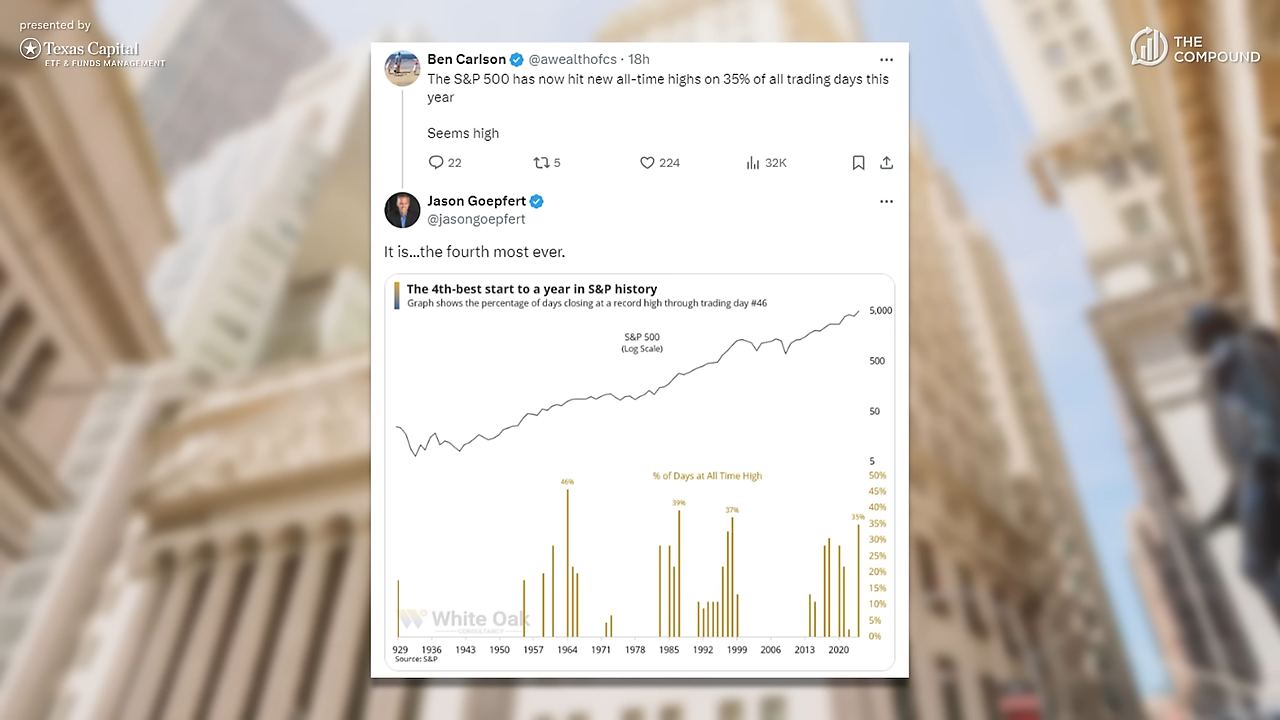 presented by
Texas Capital
ETF & FUNDS MANAGEMENT
THE
COMPOUND
Ben Carlson @awealthofcs · 18h
The S&P 500 has now hit new all-time highs on 35% of all trading days this
year
Seems high
22 5 224 32K
Jason Goepfert
@jasongoepfert
It is...the fourth most ever.
The 4th-best start to a year in S&P history
Graph shows the percentage of days closing at a record high through trading day #46
S&P 500
(Log Scale)
5,000
500
50
5
% of Days at All Time High
50%
45%
40%
35%
30%
25%
20%
15%
10%
5%
0%
46%
39%
37%
35%
White Oak
CONSULTANCY
929 1936 1943 1950 1957 1964 1971 1978 1985 1992 1999 2006 2013 2020
Source: S&P